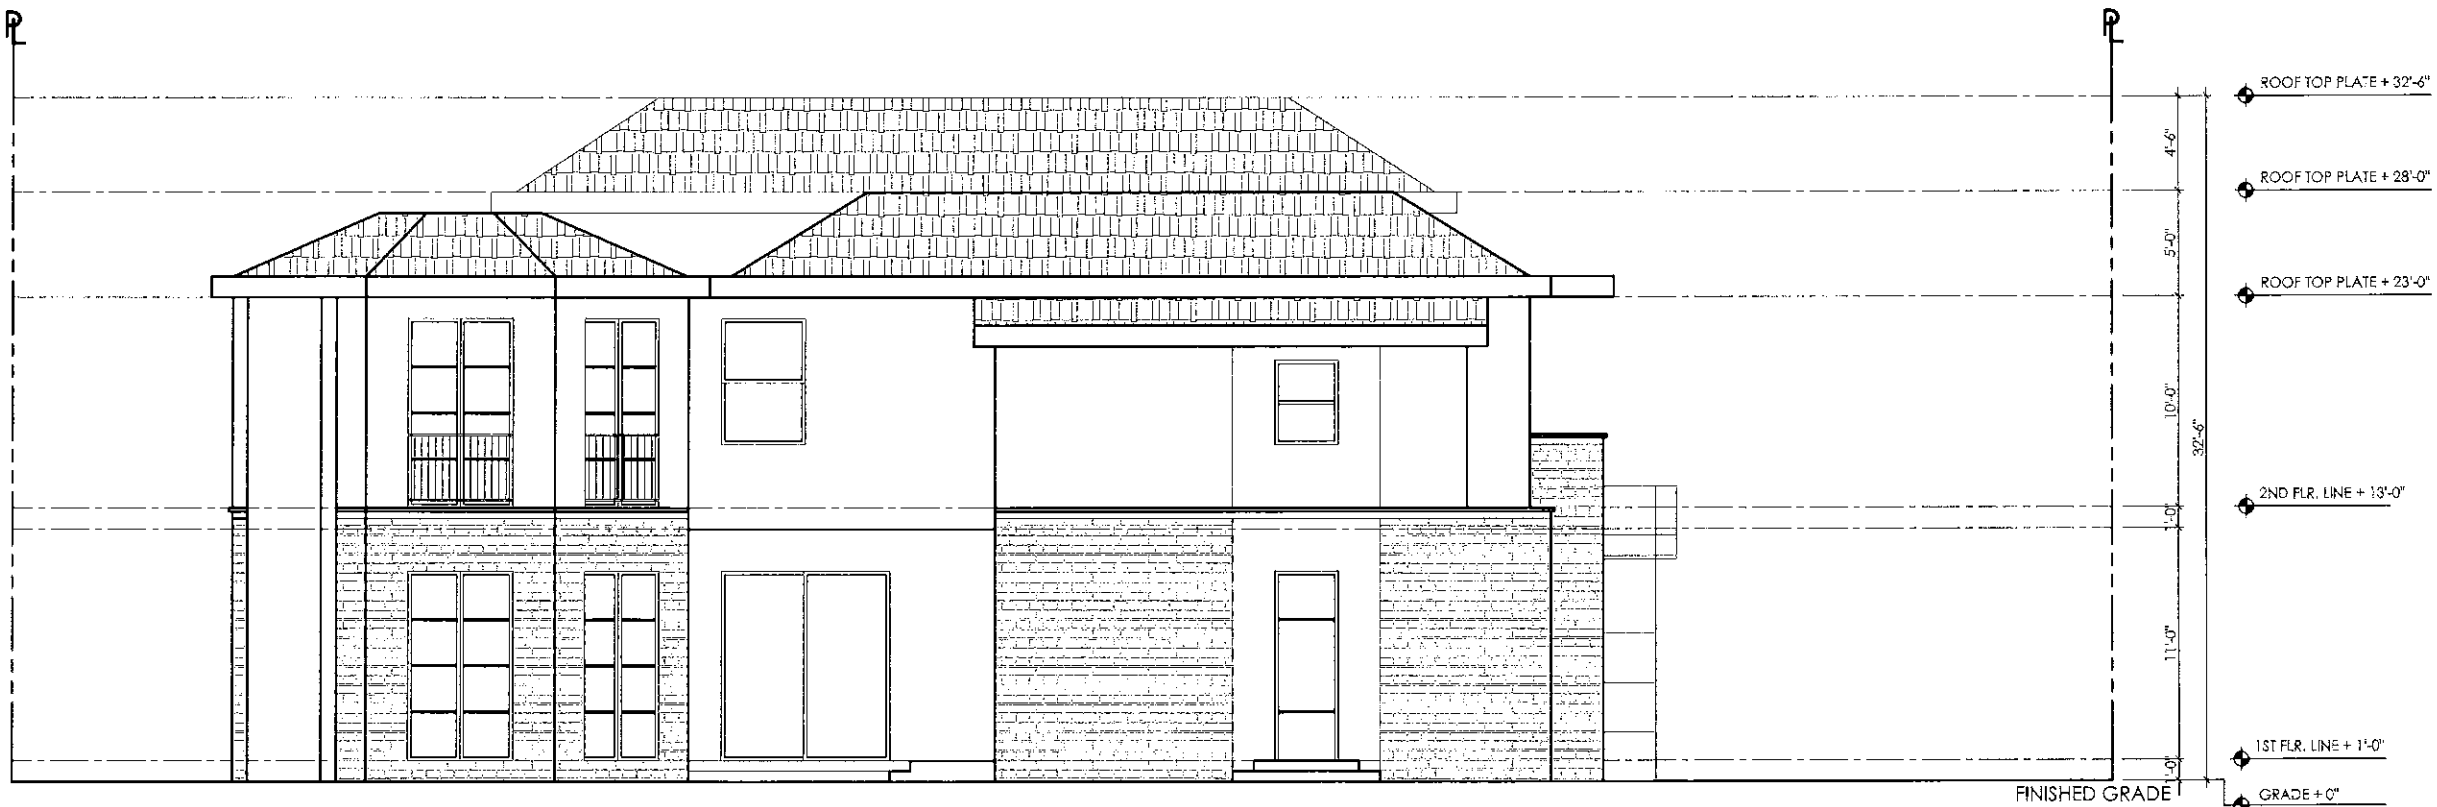 PL PL
ROOF TOP PLATE + 32'-6"
4'-6"
ROOF TOP PLATE + 28'-0"
5'-0"
ROOF TOP PLATE + 23'-0"
10'-0"
32'-6"
2ND FLR. LINE + 13'-0"
1'-0"
11'-0"
1ST FLR. LINE + 1'-0"
1'-0"
FINISHED GRADE
GRADE + 0"